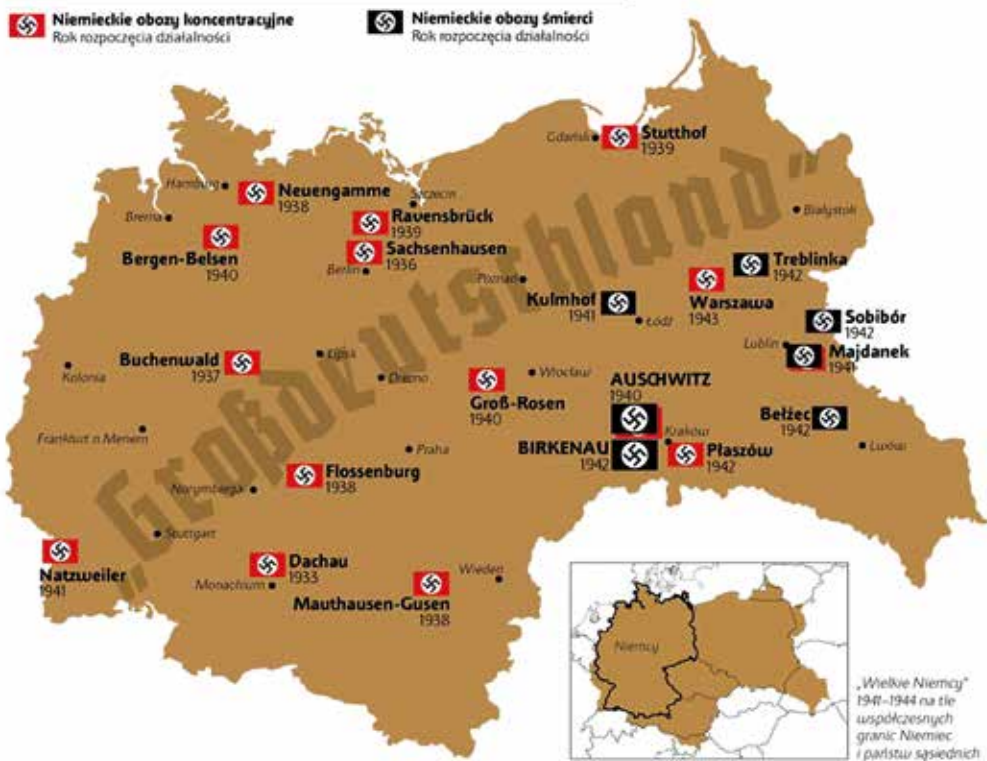 Niemieckie obozy koncentracyjne
Rok rozpoczęcia działalności
Niemieckie obozy śmierci
Rok rozpoczęcia działalności
„Großdeutschland”
Gdańsk
Stutthof
1939
Hamburg
Neuengamme
1938
Szczecin
Brema
Ravensbrück
1939
Białystok
Bergen-Belsen
1940
Sachsenhausen
1936
Berlin
Poznań
Treblinka
1942
Kulmhof
1941
Łódź
Warszawa
1943
Sobibór
1942
Lublin
Majdanek
1941
Buchenwald
1937
Kolonia
Lipsk
Drezno
Wrocław
Groß-Rosen
1940
AUSCHWITZ
1940
Bełżec
1942
Frankfurt n.Menem
Praha
BIRKENAU
1942
Kraków
Płaszów
1942
Lwów
Flossenburg
1938
Norymberga
Stuttgart
Natzweiler
1941
Dachau
1933
Monachium
Wiedeń
Mauthausen-Gusen
1938
Niemcy
„Wielkie Niemcy”
1941–1944 na tle
współczesnych
granic Niemiec
i państw sąsiednich